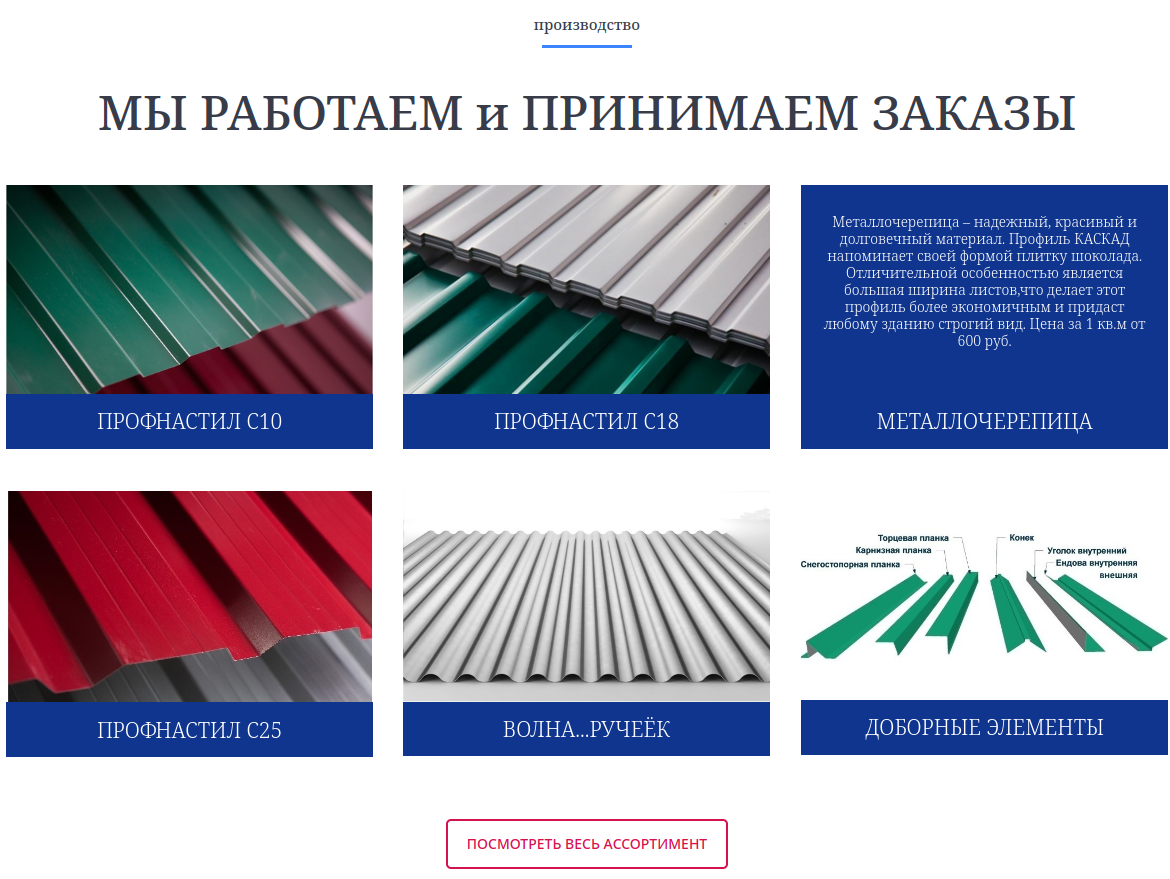 производство
МЫ РАБОТАЕМ и ПРИНИМАЕМ ЗАКАЗЫ
ПРОФНАСТИЛ С10
ПРОФНАСТИЛ С18
Металлочерепица – надежный, красивый и
долговечный материал. Профиль КАСКАД
напоминает своей формой плитку шоколада.
Отличительной особенностью является
большая ширина листов,что делает этот
профиль более экономичным и придаст
любому зданию строгий вид. Цена за 1 кв.м от
600 руб.
МЕТАЛЛОЧЕРЕПИЦА
ПРОФНАСТИЛ С25
ВОЛНА...РУЧЕЁК
Торцевая планка
Карнизная планка
Снегостопорная планка
Конек
Уголок внутренний
Ендова внутренняя
внешняя
ДОБОРНЫЕ ЭЛЕМЕНТЫ
ПОСМОТРЕТЬ ВЕСЬ АССОРТИМЕНТ